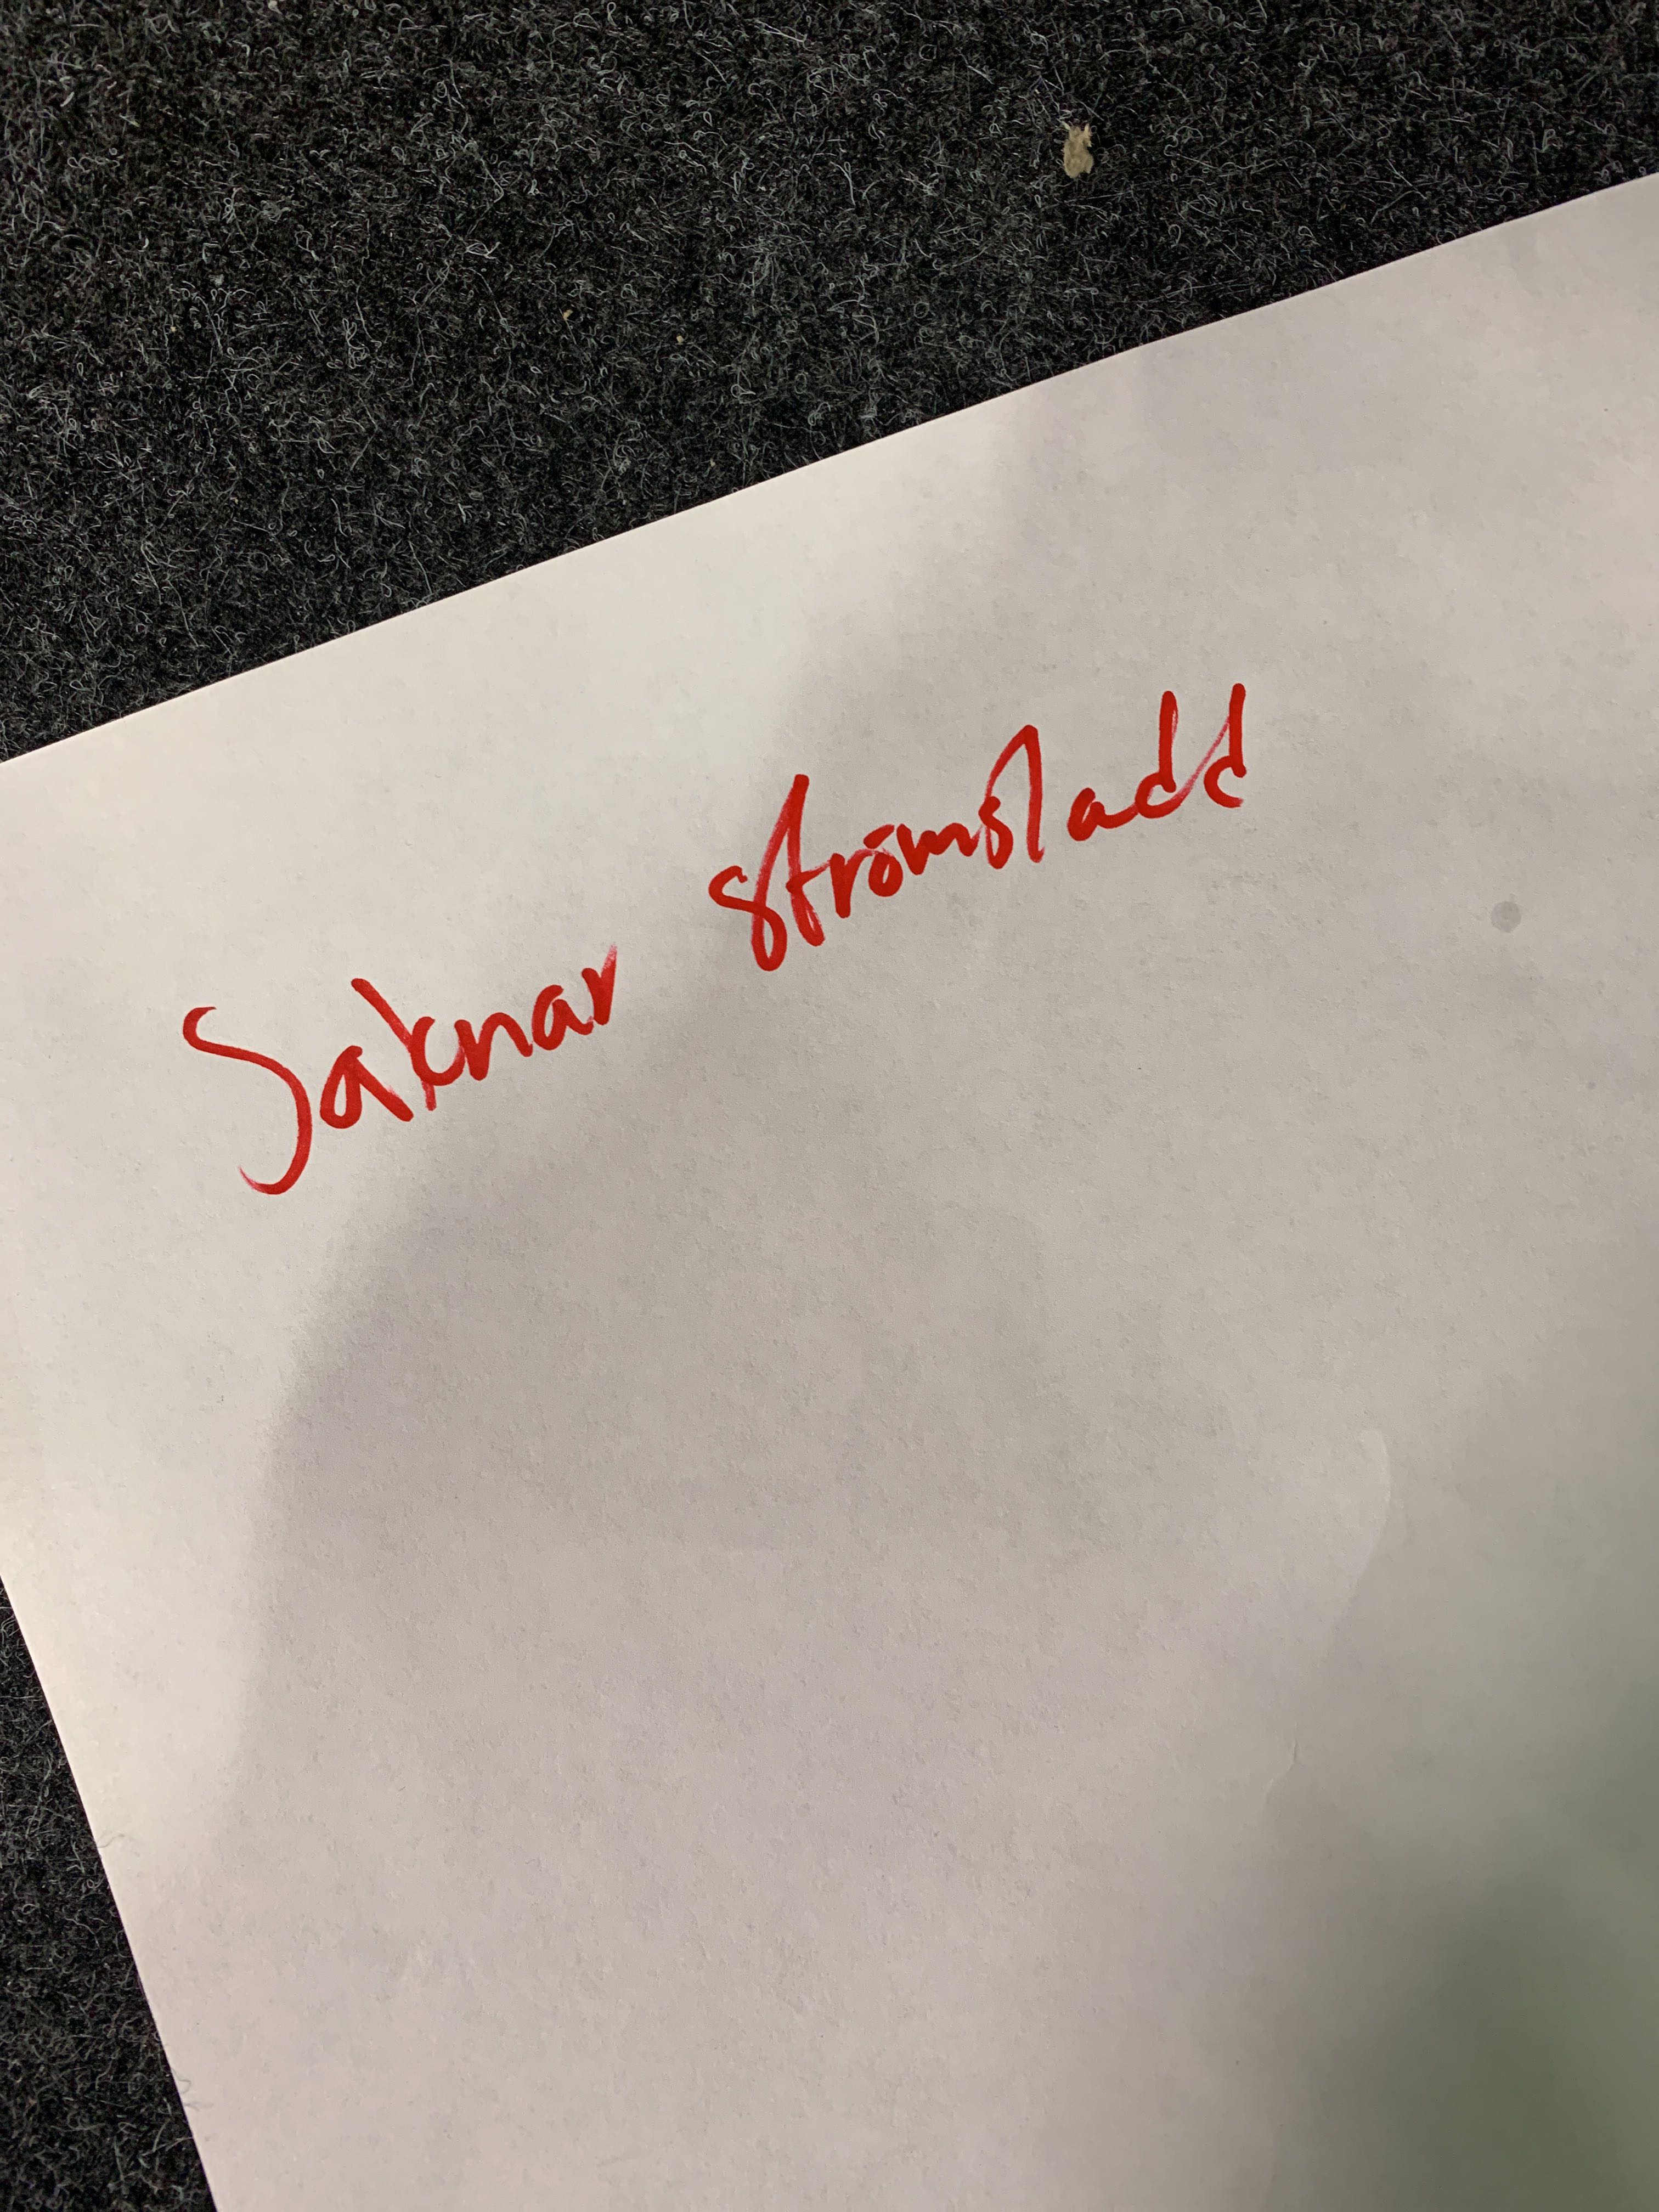 Saknar strömsladd